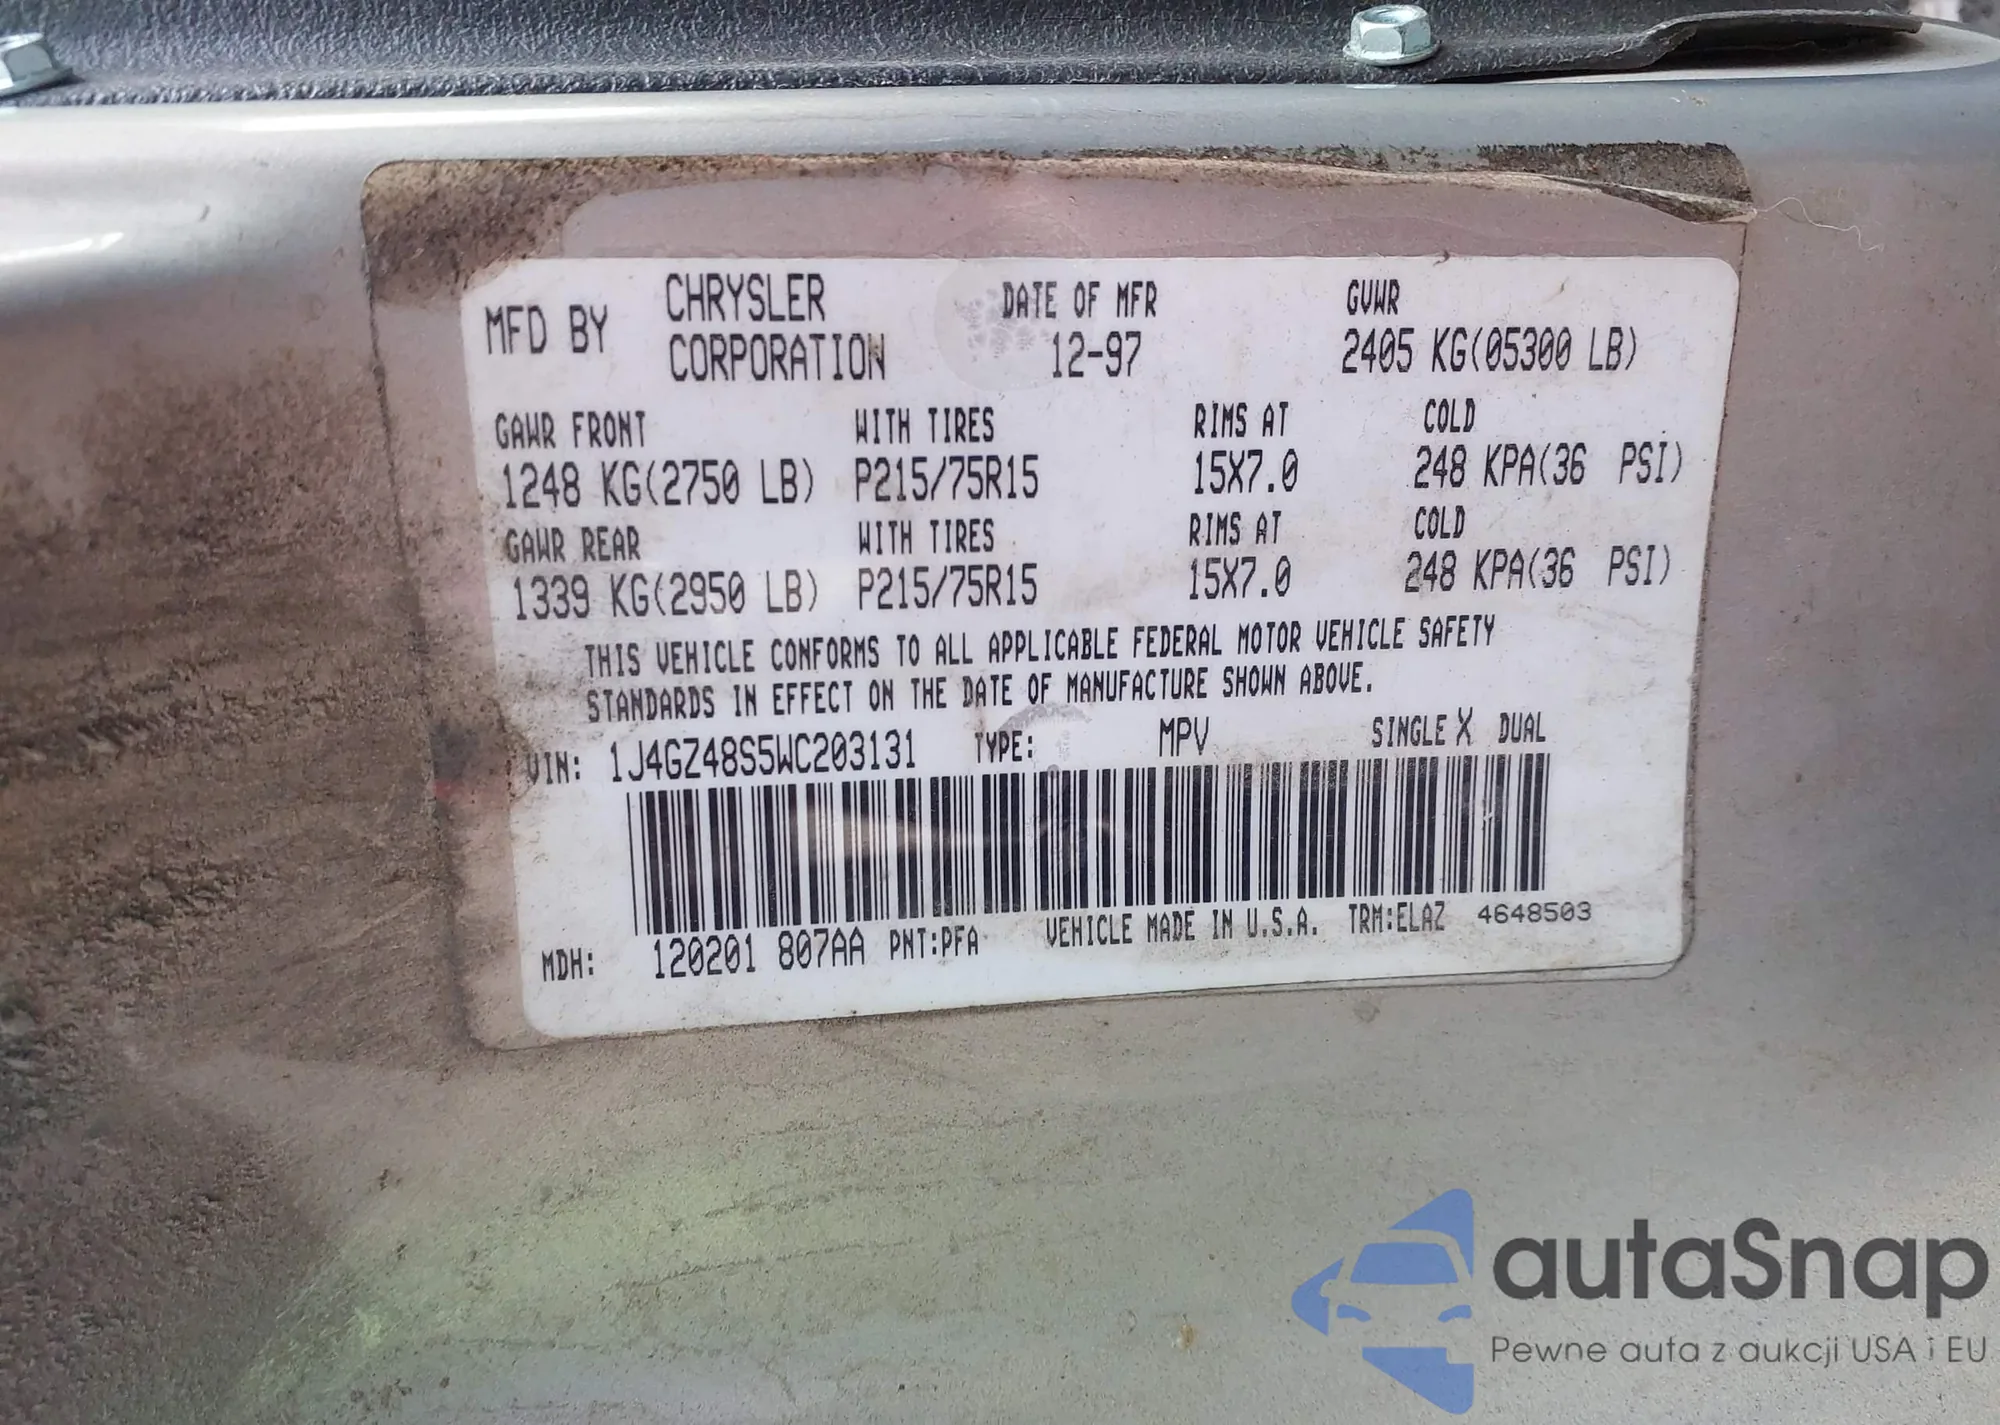 MFD BY CHRYSLER CORPORATION DATE OF MFR 12-97 GVWR 2405 KG(05300 LB)
GAWR FRONT WITH TIRES RIMS AT COLD
1248 KG(2750 LB) P215/75R15 15X7.0 248 KPA(36 PSI)
GAWR REAR WITH TIRES RIMS AT COLD
1339 KG(2950 LB) P215/75R15 15X7.0 248 KPA(36 PSI)
THIS VEHICLE CONFORMS TO ALL APPLICABLE FEDERAL MOTOR VEHICLE SAFETY
STANDARDS IN EFFECT ON THE DATE OF MANUFACTURE SHOWN ABOVE.
VIN: 1J4GZ48S5WC203131 TYPE: MPV SINGLE X DUAL
MDH: 120201 807AA PNT:PFA VEHICLE MADE IN U.S.A. TRM:ELAZ 4648503
autaSnap
Pewne auta z aukcji USA i EU